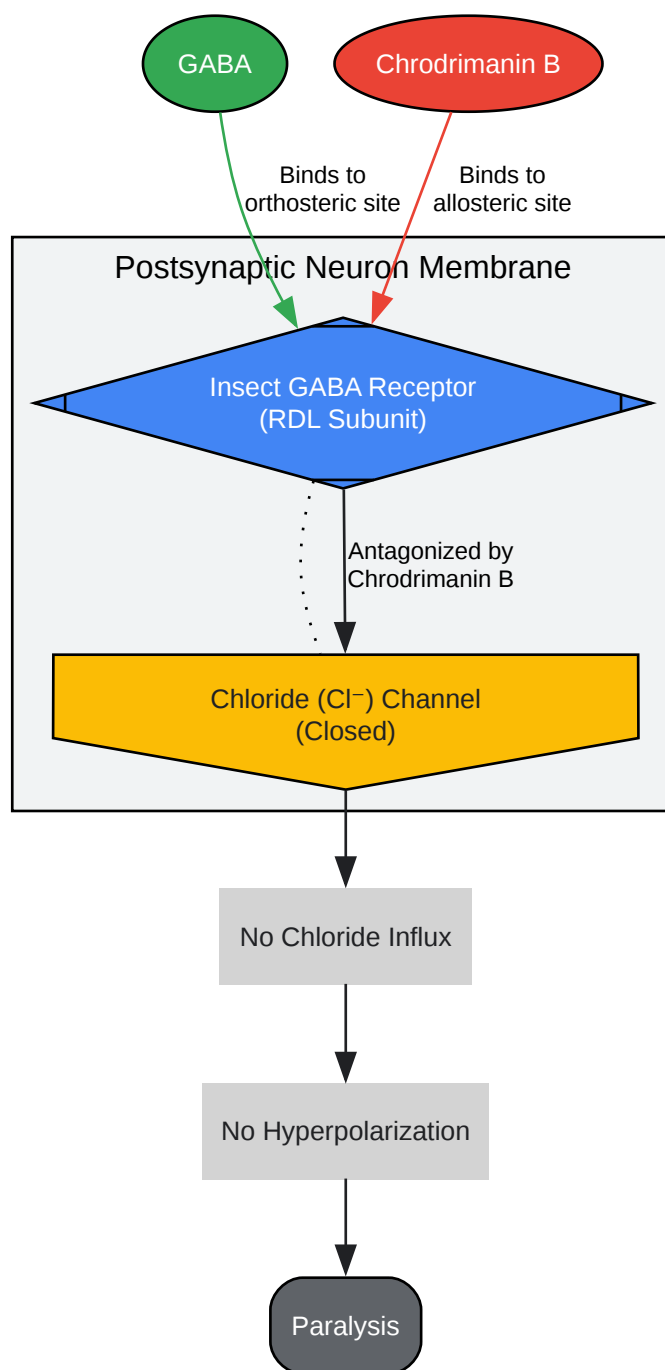 GABA
Chrodrimanin B
Binds to
orthosteric site
Binds to
allosteric site
Postsynaptic Neuron Membrane
Insect GABA Receptor
(RDL Subunit)
Antagonized by
Chrodrimanin B
Chloride (Cl⁻) Channel
(Closed)
No Chloride Influx
No Hyperpolarization
Paralysis